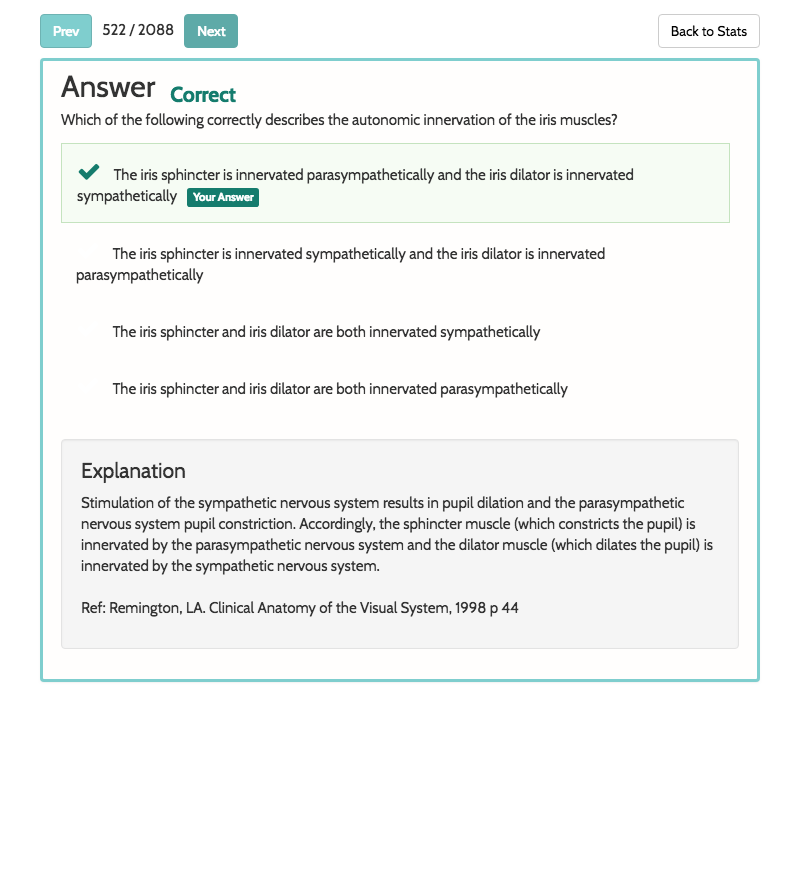 Prev 522 / 2088 Next Back to Stats
Answer Correct
Which of the following correctly describes the autonomic innervation of the iris muscles?
The iris sphincter is innervated parasympathetically and the iris dilator is innervated
sympathetically Your Answer
The iris sphincter is innervated sympathetically and the iris dilator is innervated
parasympathetically
The iris sphincter and iris dilator are both innervated sympathetically
The iris sphincter and iris dilator are both innervated parasympathetically
Explanation
Stimulation of the sympathetic nervous system results in pupil dilation and the parasympathetic
nervous system pupil constriction. Accordingly, the sphincter muscle (which constricts the pupil) is
innervated by the parasympathetic nervous system and the dilator muscle (which dilates the pupil) is
innervated by the sympathetic nervous system.
Ref: Remington, LA. Clinical Anatomy of the Visual System, 1998 p 44